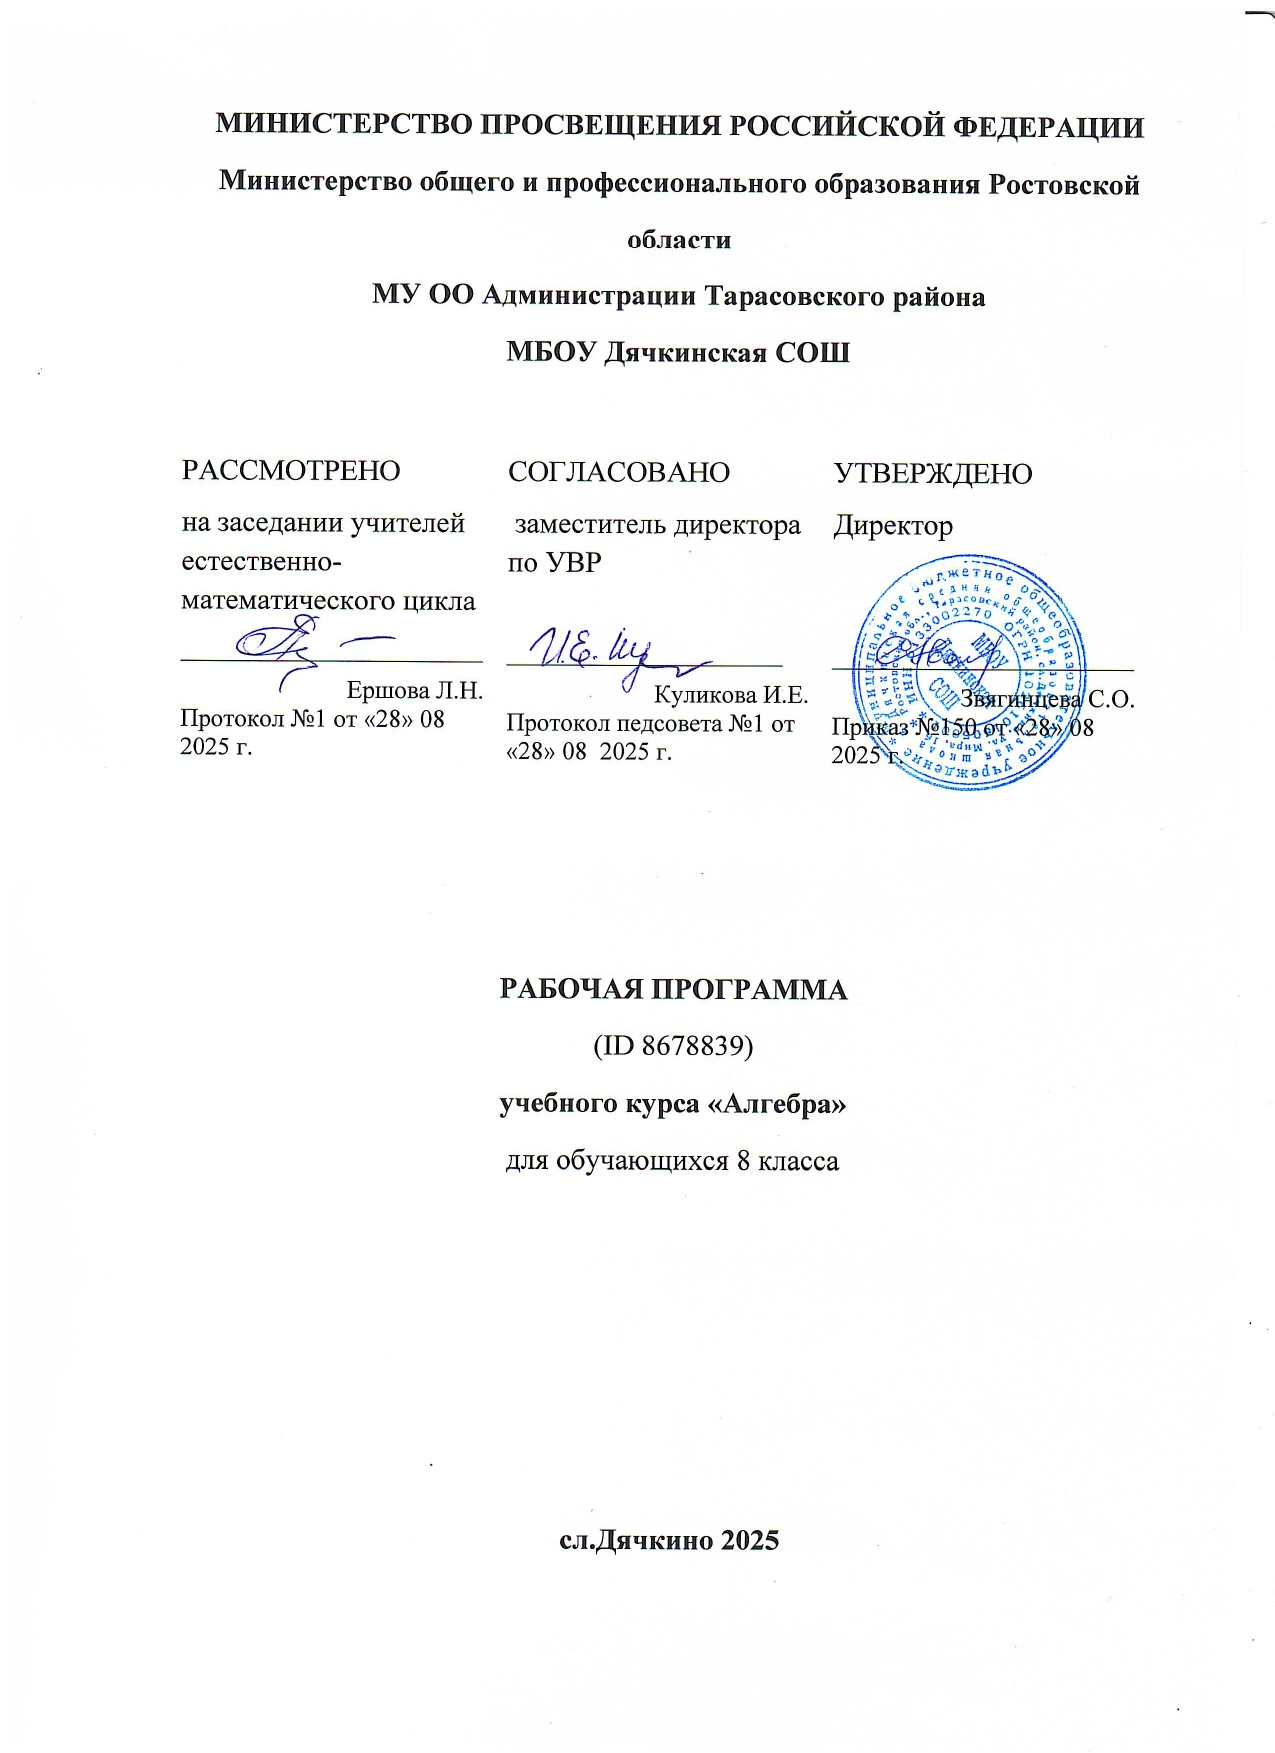 МИНИСТЕРСТВО ПРОСВЕЩЕНИЯ РОССИЙСКОЙ ФЕДЕРАЦИИ
Министерство общего и профессионального образования Ростовской
области
МУ ОО Администрации Тарасовского района
МБОУ Дячкинская СОШ
РАССМОТРЕНО
на заседании учителей
естественно-
математического цикла
Ершова Л.Н.
Протокол №1 от «28» 08
2025 г.
СОГЛАСОВАНО
заместитель директора
по УВР
Куликова И.Е.
Протокол педсовета №1 от
«28» 08 2025 г.
УТВЕРЖДЕНО
Директор
Звягинцева С.О.
Приказ №150 от «28» 08
2025 г.
МБОУ
СОШ
РАБОЧАЯ ПРОГРАММА
(ID 8678839)
учебного курса «Алгебра»
для обучающихся 8 класса
сл.Дячкино 2025